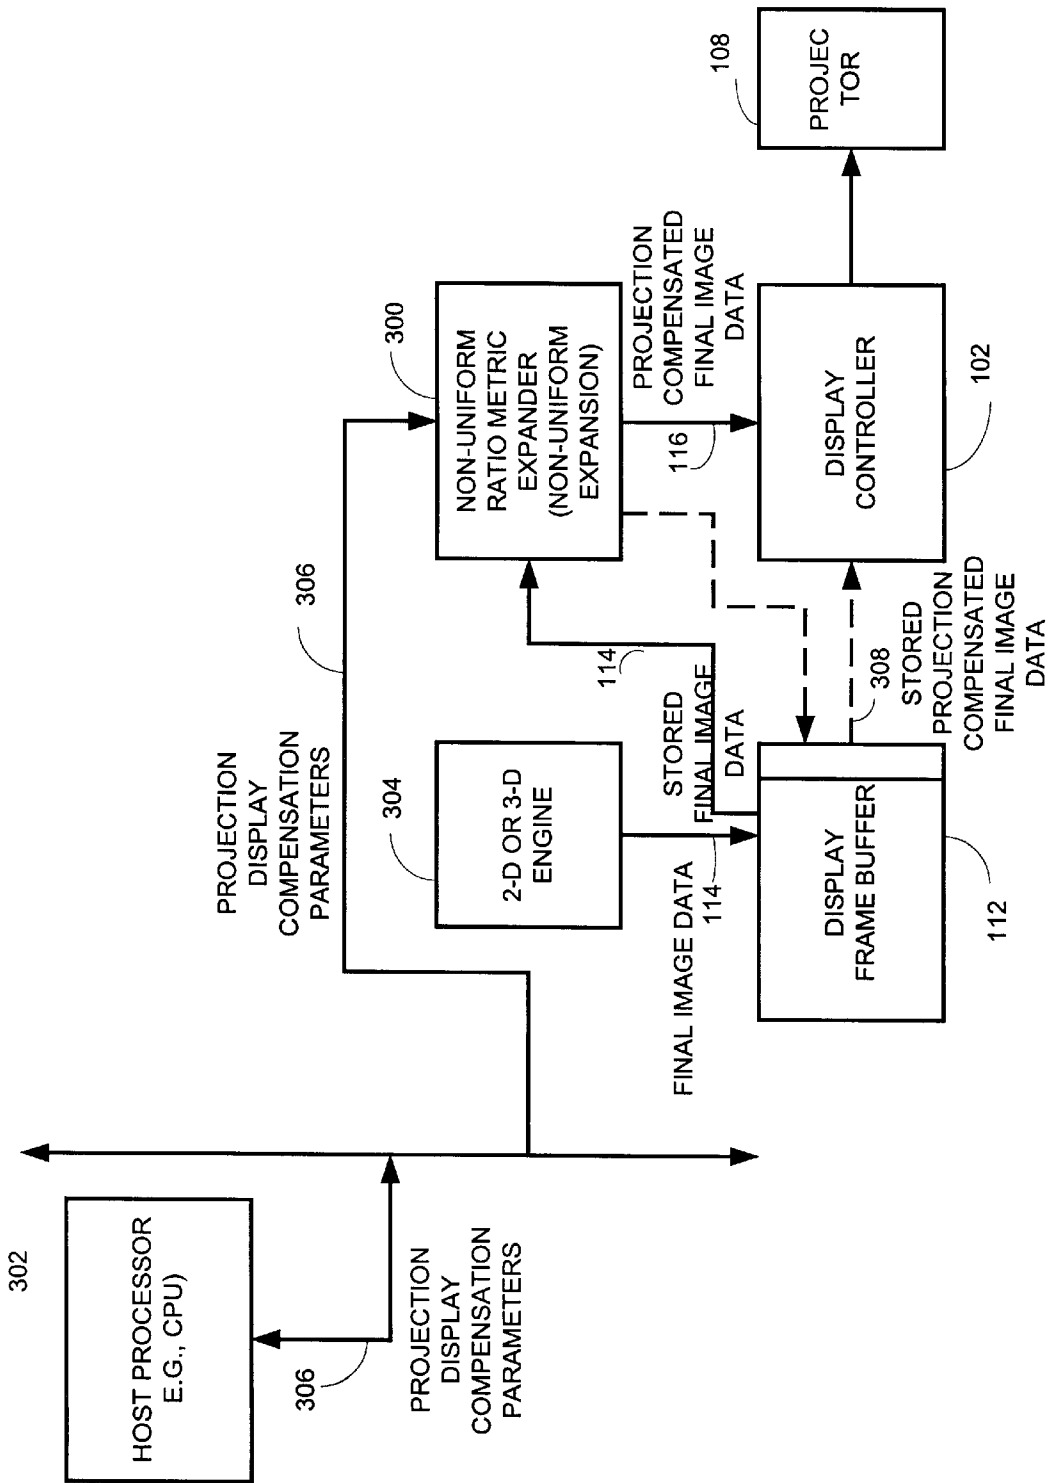 302
HOST PROCESSOR
E.G., CPU)
306
PROJECTION
DISPLAY
COMPENSATION
PARAMETERS
PROJECTION
DISPLAY
COMPENSATION
PARAMETERS
306
304
2-D OR 3-D
ENGINE
300
NON-UNIFORM
RATIO METRIC
EXPANDER
(NON-UNIFORM
EXPANSION)
FINAL IMAGE DATA
114
STORED
FINAL IMAGE
DATA
114
116
PROJECTION
COMPENSATED
FINAL IMAGE
DATA
108
PROJEC
TOR
DISPLAY
FRAME BUFFER
112
308
STORED
PROJECTION
COMPENSATED
FINAL IMAGE
DATA
DISPLAY
CONTROLLER
102